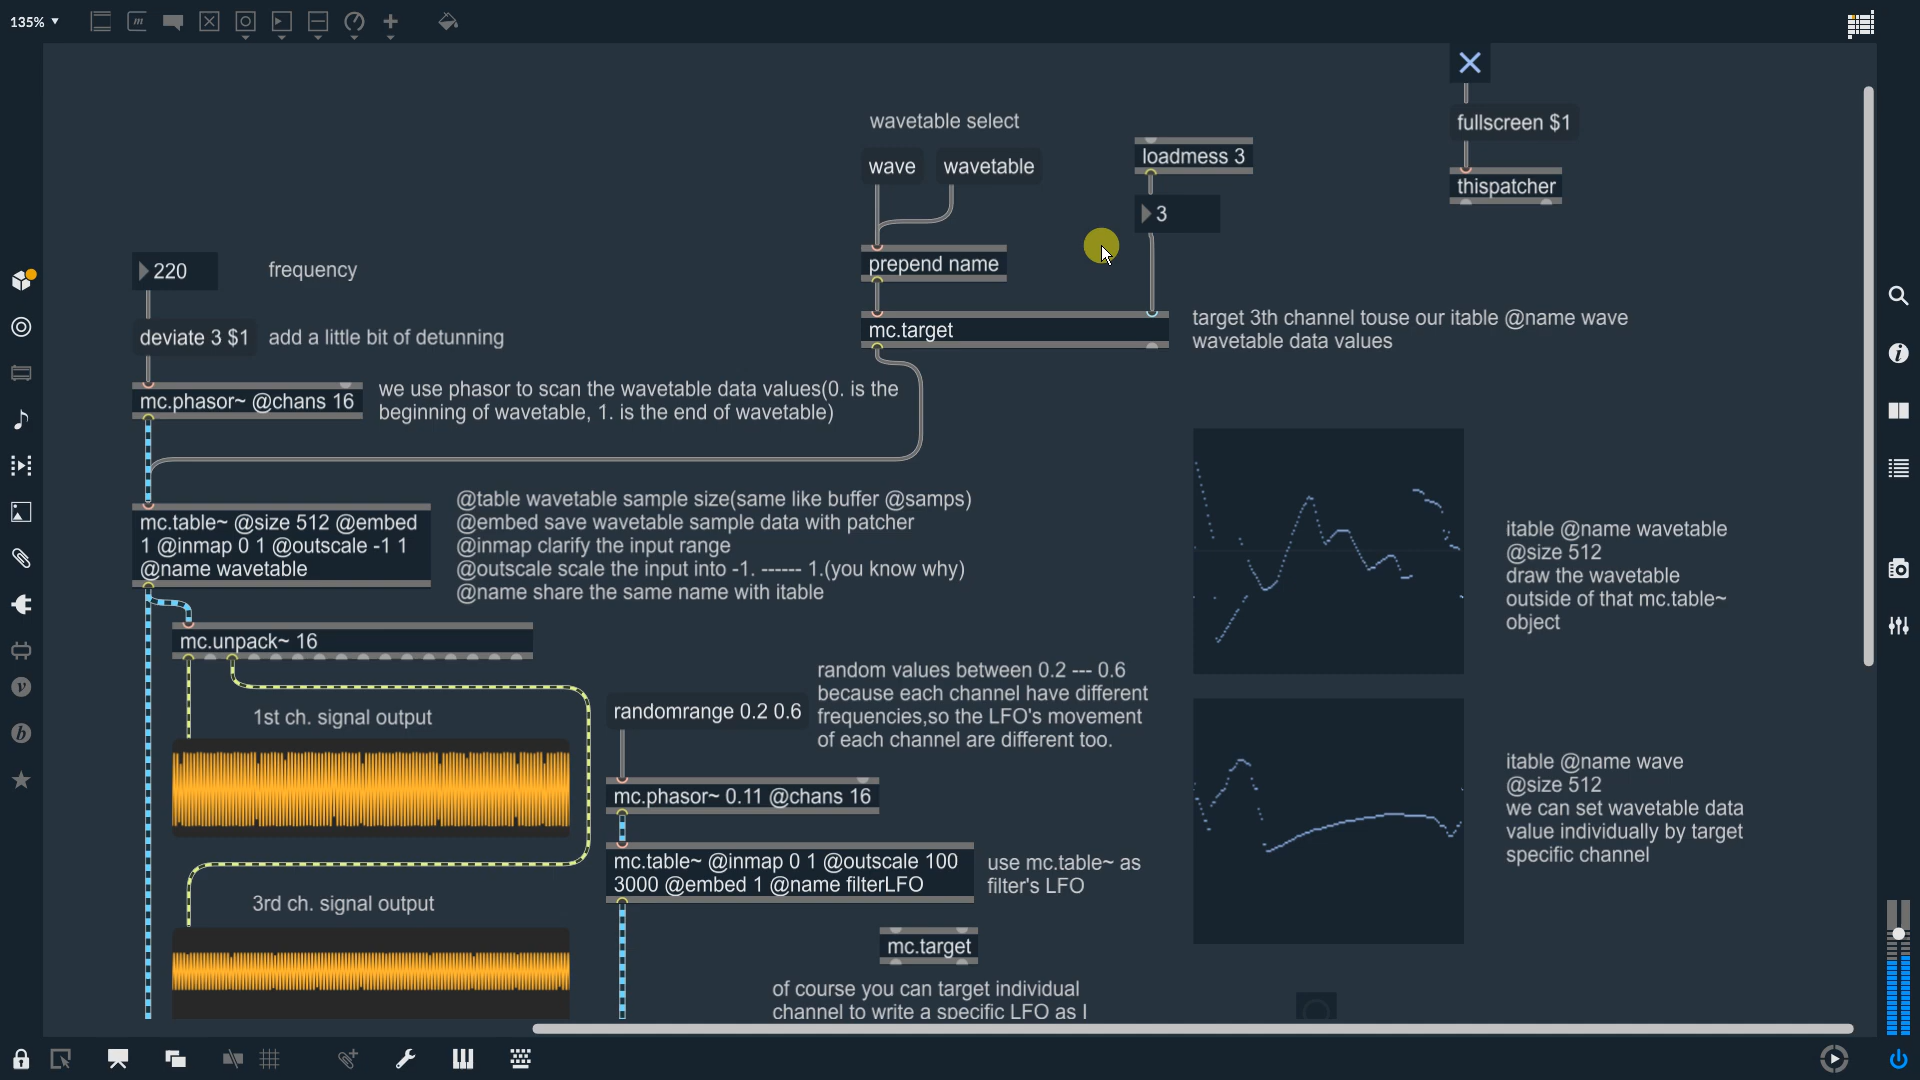 135%
wavetable select
wave
wavetable
loadmess 3
fullscreen $1
thispatcher
3
220
frequency
prepend name
deviate 3 $1
add a little bit of detunning
mc.target
target 3th channel touse our itable @name wave
wavetable data values
mc.phasor~ @chans 16
we use phasor to scan the wavetable data values(0. is the
beginning of wavetable, 1. is the end of wavetable)
mc.table~ @size 512 @embed
1 @inmap 0 1 @outscale -1 1
@name wavetable
@table wavetable sample size(same like buffer @samps)
@embed save wavetable sample data with patcher
@inmap clarify the input range
@outscale scale the input into -1. ------ 1.(you know why)
@name share the same name with itable
itable @name wavetable
@size 512
draw the wavetable
outside of that mc.table~
object
mc.unpack~ 16
1st ch. signal output
randomrange 0.2 0.6
random values between 0.2 --- 0.6
because each channel have different
frequencies,so the LFO's movement
of each channel are different too.
mc.phasor~ 0.11 @chans 16
itable @name wave
@size 512
we can set wavetable data
value individually by target
specific channel
mc.table~ @inmap 0 1 @outscale 100
3000 @embed 1 @name filterLFO
use mc.table~ as
filter's LFO
3rd ch. signal output
mc.target
of course you can target individual
channel to write a specific LFO as I